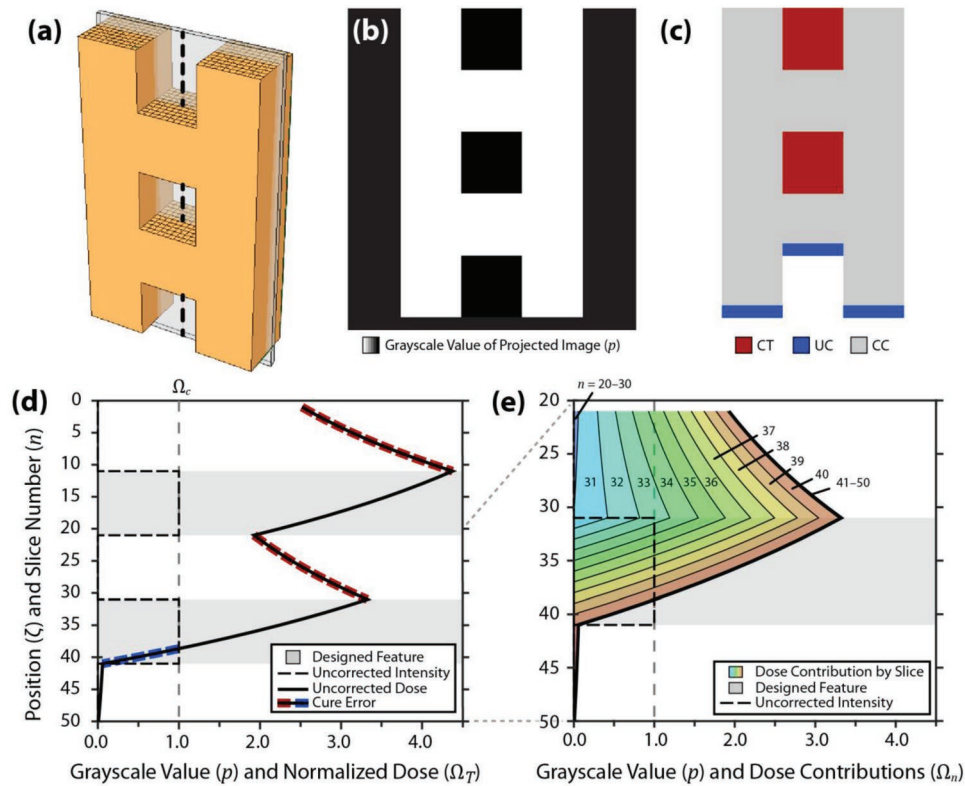 (a)
(b)
(c)
Grayscale Value of Projected Image (p)
CT UC CC
(d)
Ω_c
0
5
10
15
20
25
30
35
40
45
50
Position (ζ) and Slice Number (n)
Designed Feature
Uncorrected Intensity
Uncorrected Dose
Cure Error
0.0 1.0 2.0 3.0 4.0
Grayscale Value (p) and Normalized Dose (Ω_T)
(e)
n = 20–30
20
25
30
35
40
45
50
31 32 33 34 35 36
37
38
39
40
41–50
Dose Contribution by Slice
Designed Feature
Uncorrected Intensity
0.0 1.0 2.0 3.0 4.0
Grayscale Value (p) and Dose Contributions (Ω_n)